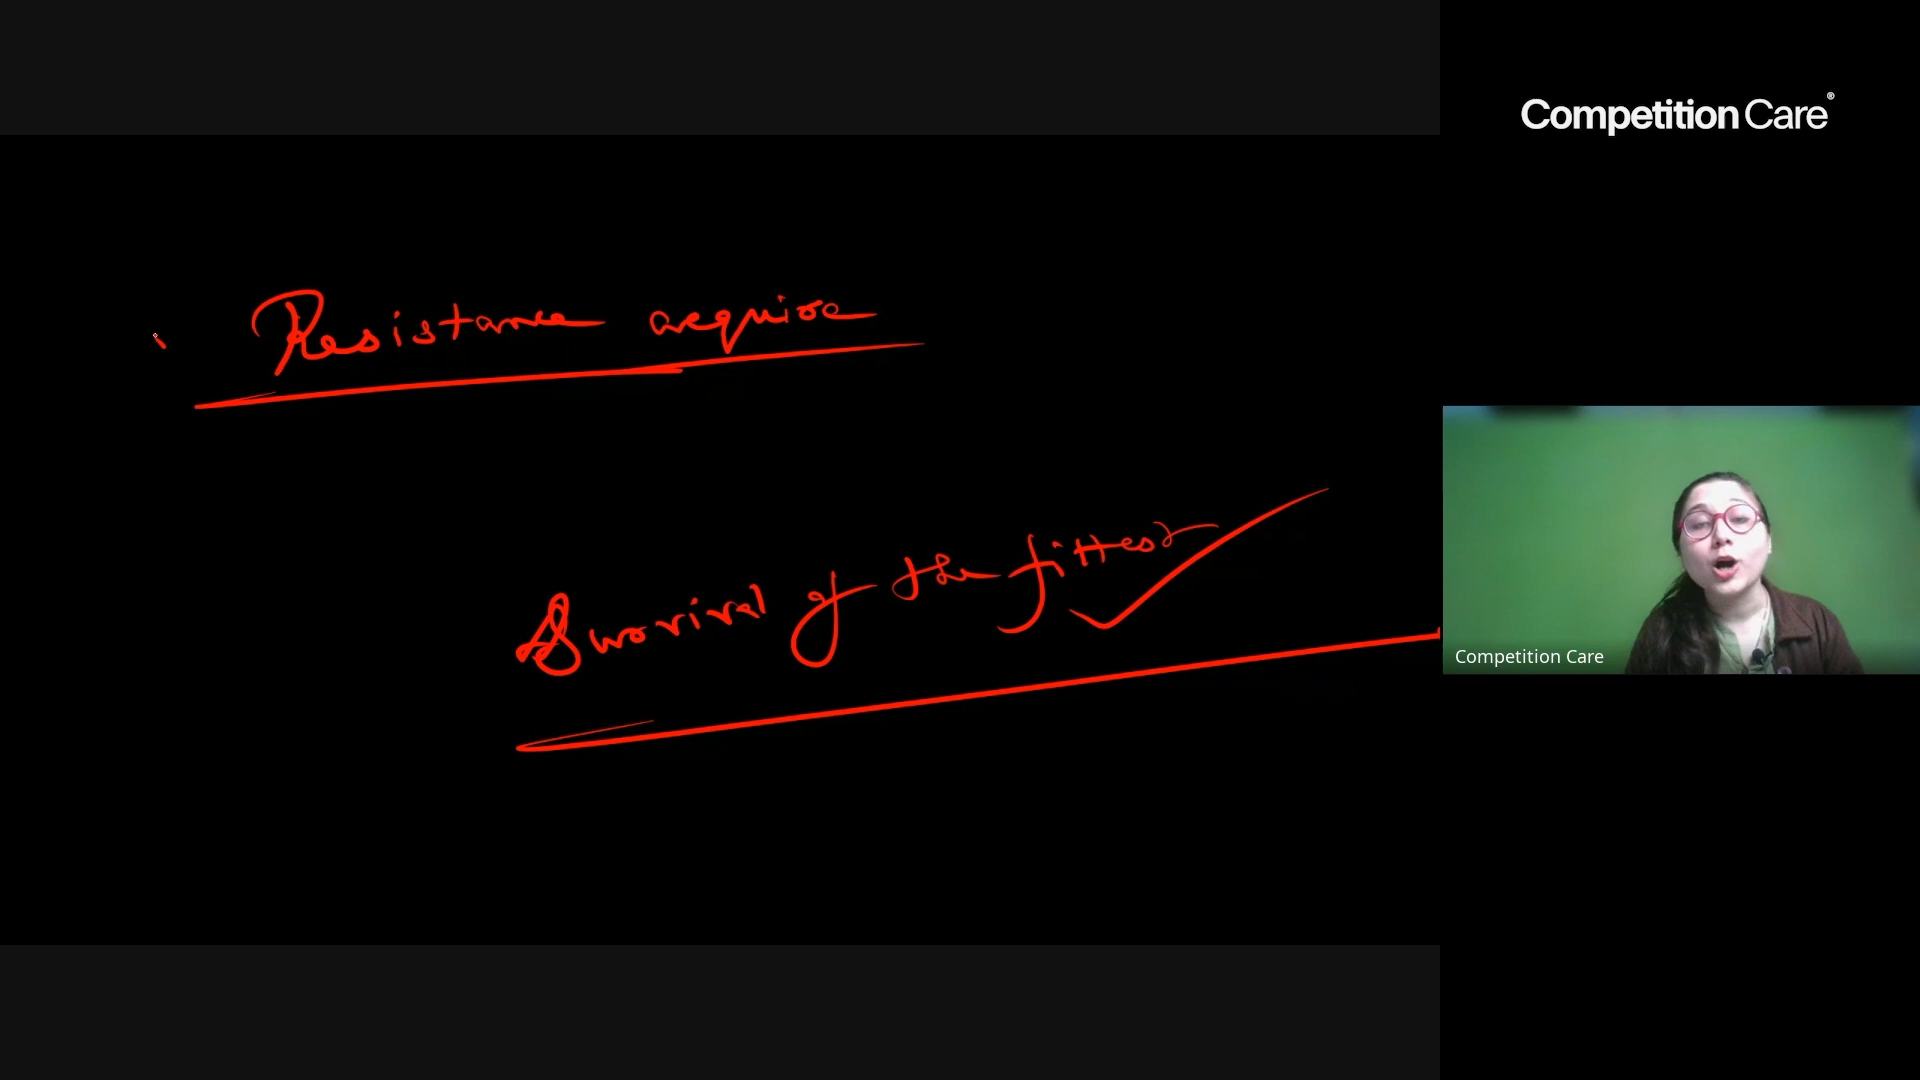 Competition Care®
Resistance acquire
Survival of the fittest
Competition Care